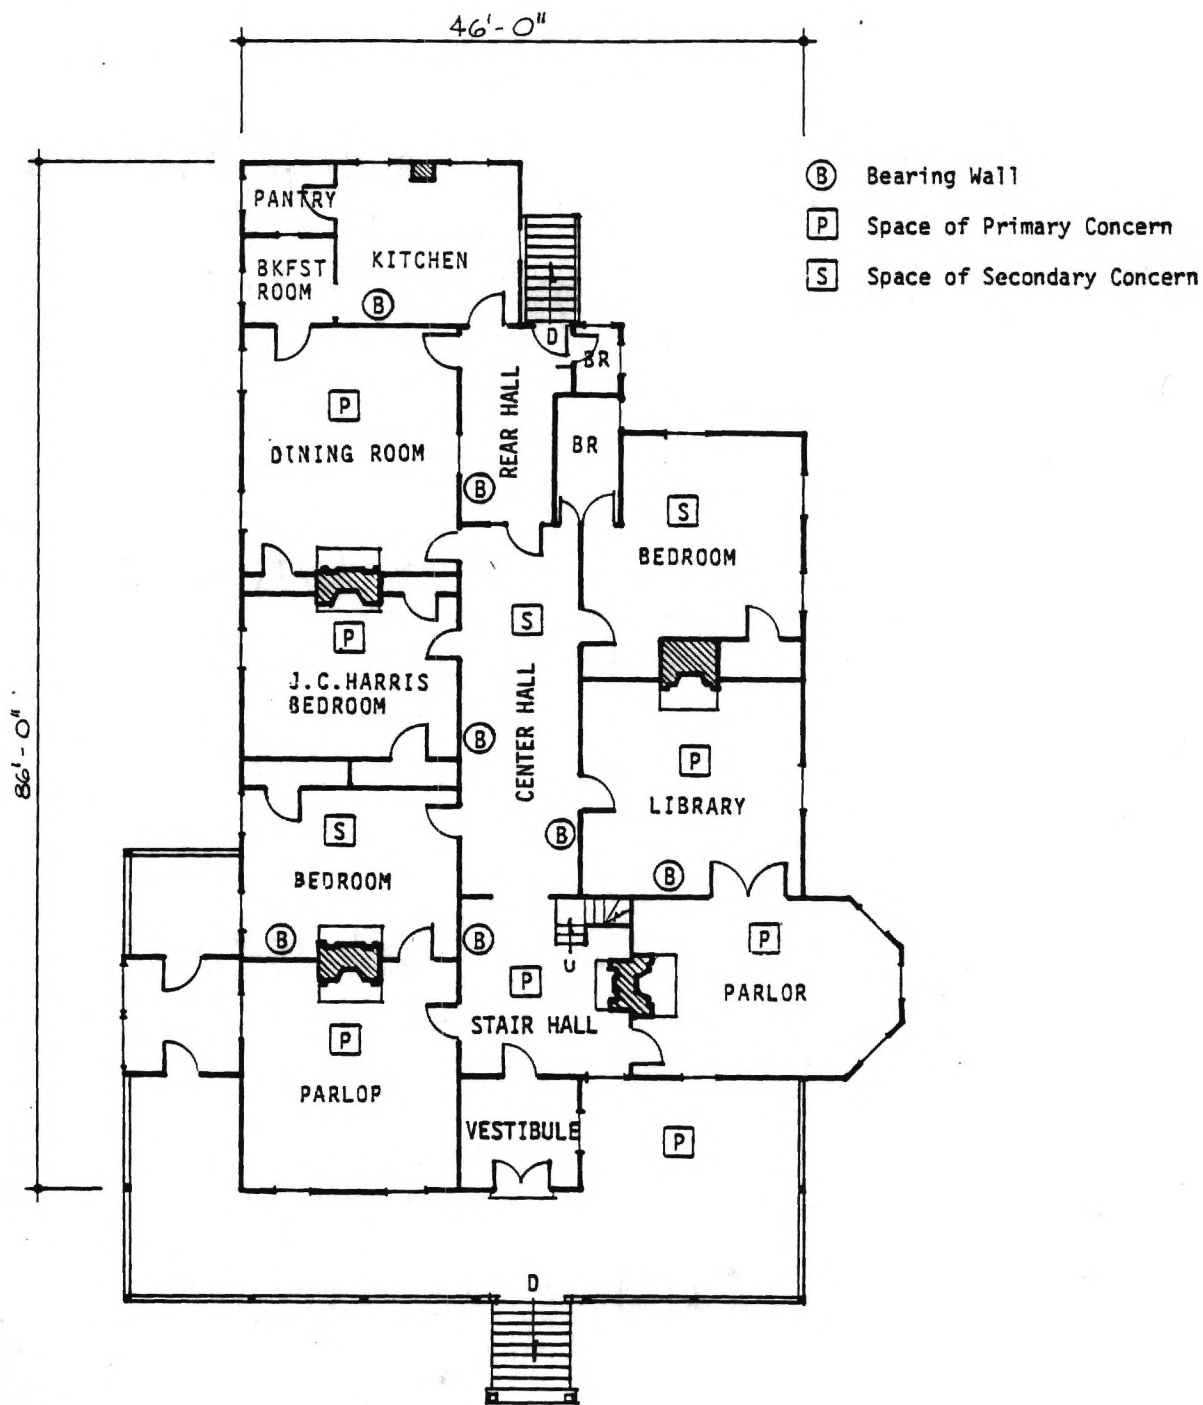 46'-0"
B Bearing Wall
P Space of Primary Concern
S Space of Secondary Concern
PANTRY
BKFST
ROOM
KITCHEN
B
D
BR
P
DINING ROOM
REAR HALL
BR
B
S
BEDROOM
S
P
J.C.HARRIS
BEDROOM
CENTER HALL
B
86'-0"
P
LIBRARY
S
B
BEDROOM
B
B
B
P
U
P
PARLOR
STAIR HALL
P
PARLOP
VESTIBULE
P
D